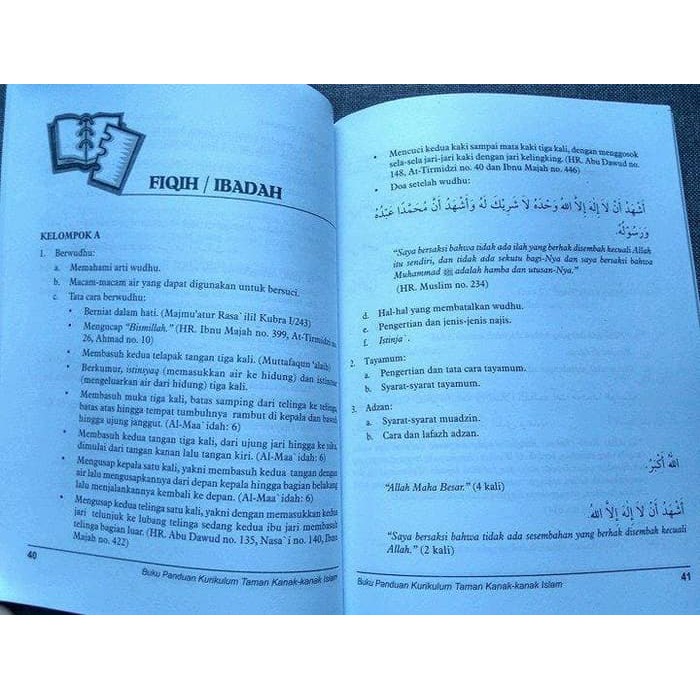 FIQIH / IBADAH
KELOMPOK A
1. Berwudhu:
a. Memahami arti wudhu.
b. Macam-macam air yang dapat digunakan untuk bersuci.
c. Tata cara berwudhu:
• Berniat dalam hati. (Majmu'atur Rasa`ilil Kubra I/243)
• Mengucap "Bismillah." (HR. Ibnu Majah no. 399, At-Tirmidzi
26, Ahmad no. 10)
• Membasuh kedua telapak tangan tiga kali. (Muttafaqun 'alaih)
• Berkumur, istinsyaq (memasukkan air ke hidung) dan istintsar
(mengeluarkan air dari hidung) tiga kali.
• Membasuh muka tiga kali, batas samping dari telinga ke telinga,
batas atas hingga tempat tumbuhnya rambut di kepala dan bawah
hingga ujung janggut. (Al-Maa`idah: 6)
• Membasuh kedua tangan tiga kali, dari ujung jari hingga ke siku,
dimulai dari tangan kanan lalu tangan kiri. (Al-Maa`idah: 6)
• Mengusap kepala satu kali, yakni membasuh kedua tangan dengan
air lalu mengusapkannya dari depan kepala hingga bagian belakang
lalu menjalankannya kembali ke depan. (Al-Maa`idah: 6)
• Mengusap kedua telinga satu kali, yakni dengan memasukkan kedua
jari telunjuk ke lubang telinga sedang kedua ibu jari membasuh
telinga bagian luar. (HR. Abu Dawud no. 135, Nasa`i no. 140, Ibnu
Majah no. 422)
40
Buku Panduan Kurikulum Taman Kanak-kanak Islam
• Mencuci kedua kaki sampai mata kaki tiga kali, dengan menggosok
sela-sela jari-jari kaki dengan jari kelingking. (HR. Abu Dawud no.
148, At-Tirmidzi no. 40 dan Ibnu Majah no. 446)
• Doa setelah wudhu:
أَشْهَدُ أَنْ لاَ إِلَهَ إِلاَّ اللهُ وَحْدَهُ لاَ شَرِيْكَ لَهُ وَأَشْهَدُ أَنَّ مُحَمَّدًا عَبْدُهُ
وَرَسُوْلُهُ.
"Saya bersaksi bahwa tidak ada ilah yang berhak disembah kecuali Allah
itu sendiri, dan tidak ada sekutu bagi-Nya dan saya bersaksi bahwa
Muhammad ﷺ adalah hamba dan utusan-Nya."
(HR. Muslim no. 234)
d. Hal-hal yang membatalkan wudhu.
e. Pengertian dan jenis-jenis najis.
f. Istinja`.
2. Tayamum:
a. Pengertian dan tata cara tayamum.
b. Syarat-syarat tayamum.
3. Adzan:
a. Syarat-syarat muadzin.
b. Cara dan lafazh adzan.
اللهُ أَكْبَرُ.
"Allah Maha Besar." (4 kali)
أَشْهَدُ أَنْ لاَ إِلَهَ إِلاَّ اللهُ
"Saya bersaksi bahwa tidak ada sesembahan yang berhak disembah kecuali
Allah." (2 kali)
Buku Panduan Kurikulum Taman Kanak-kanak Islam
41